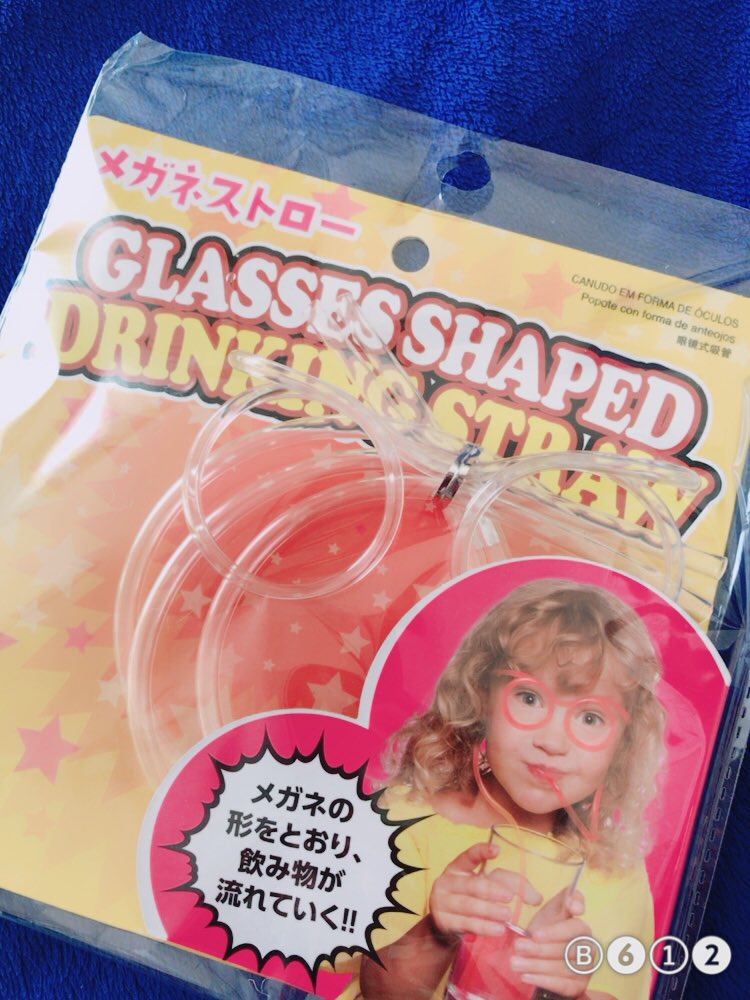 メガネストロー
GLASSES SHAPED
DRINKING STRAW
CANUDO EM FORMA DE ÓCULOS
Popote con forma de anteojos
眼镜式吸管
メガネの
形をとおり、
飲み物が
流れていく!!
B612